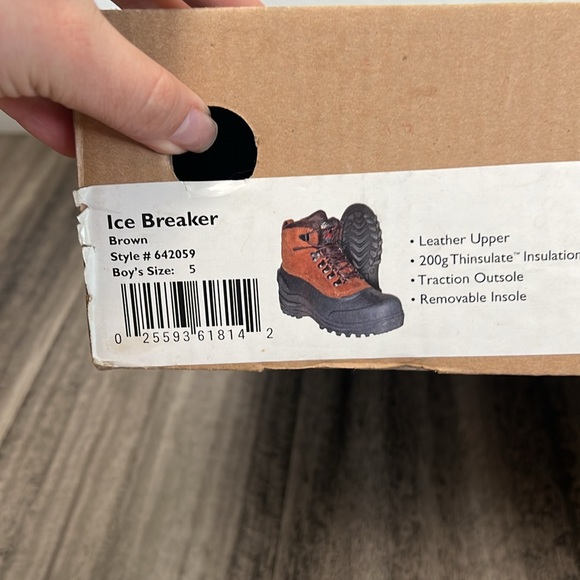 Ice Breaker
Brown
Style # 642059
Boy's Size: 5
0 25593 61814 2
• Leather Upper
• 200g Thinsulate™ Insulation
• Traction Outsole
• Removable Insole